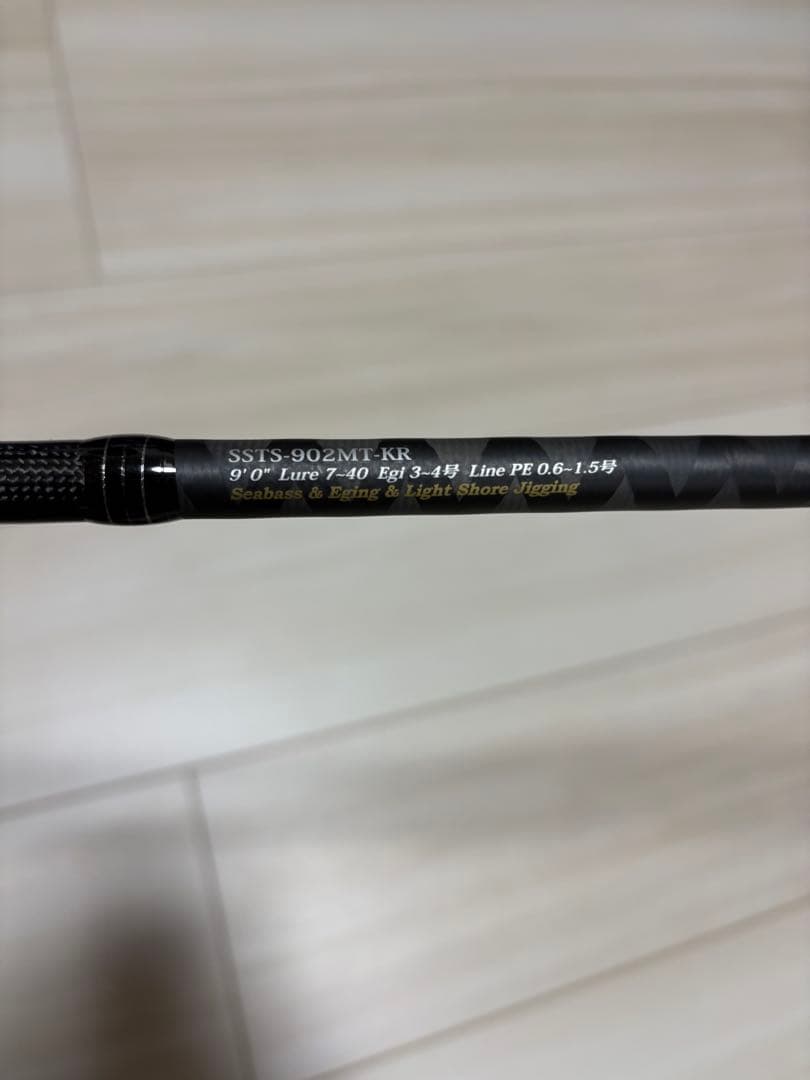 SSTS-902MT-KR
9' 0" Lure 7~40 Egi 3~4号 Line PE 0.6~1.5号
Seabass & Eging & Light Shore Jigging